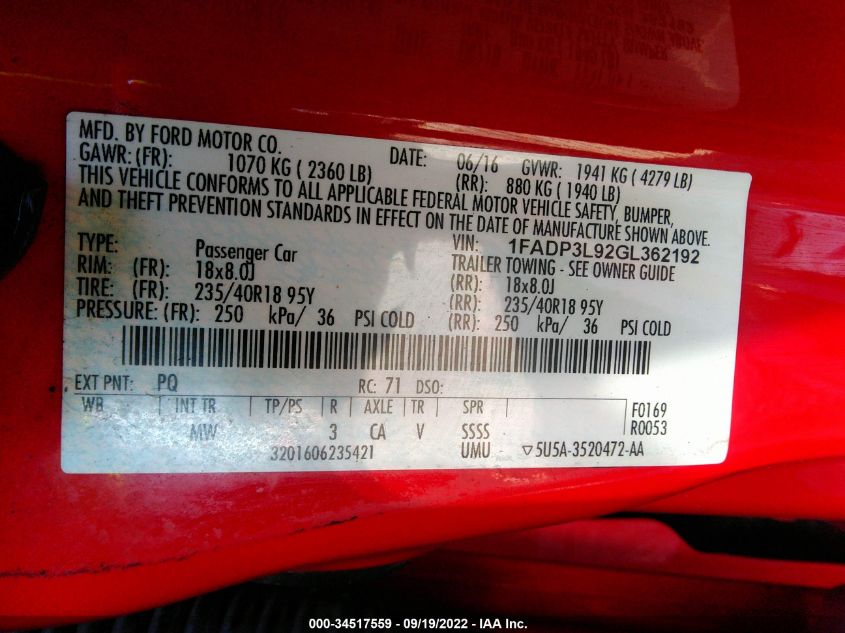 MFD. BY FORD MOTOR CO. DATE: 06/16 GVWR: 1941 KG ( 4279 LB)
GAWR: (FR): 1070 KG ( 2360 LB) (RR): 880 KG ( 1940 LB)
THIS VEHICLE CONFORMS TO ALL APPLICABLE FEDERAL MOTOR VEHICLE SAFETY, BUMPER,
AND THEFT PREVENTION STANDARDS IN EFFECT ON THE DATE OF MANUFACTURE SHOWN ABOVE.
VIN: 1FADP3L92GL362192
TYPE: Passenger Car TRAILER TOWING - SEE OWNER GUIDE
RIM: (FR): 18x8.0J (RR): 18x8.0J
TIRE: (FR): 235/40R18 95Y (RR): 235/40R18 95Y
PRESSURE: (FR): 250 kPa/ 36 PSI COLD (RR): 250 kPa/ 36 PSI COLD
EXT PNT: PQ RC: 71 DSO:
WB INT TR TP/PS R AXLE TR SPR F0169
MW 3 CA V SSSS R0053
3201606235421 UMU ▽5U5A-3520472-AA
000-34517559 - 09/19/2022 - IAA Inc.